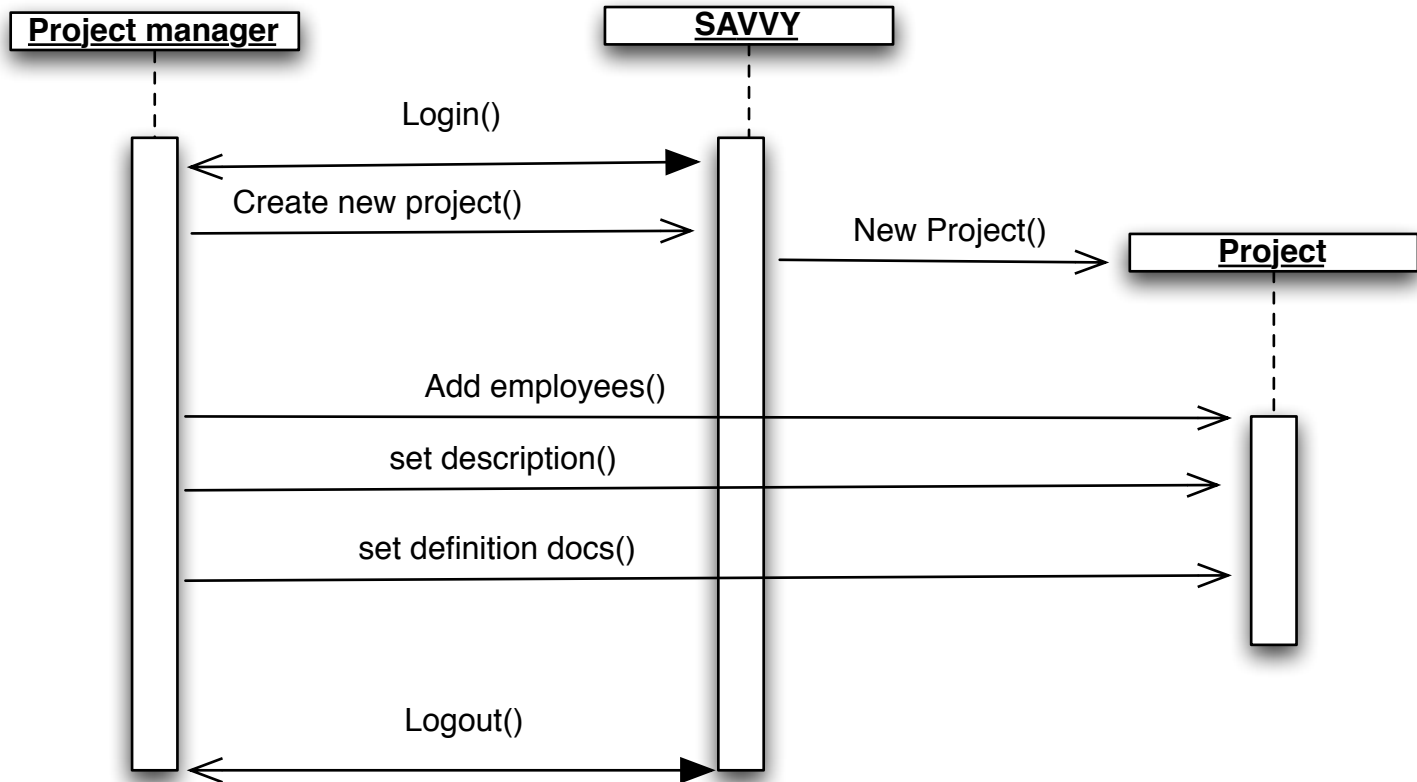 Project manager
SAVVY
Login()
Create new project()
New Project()
Project
Add employees()
set description()
set definition docs()
Logout()